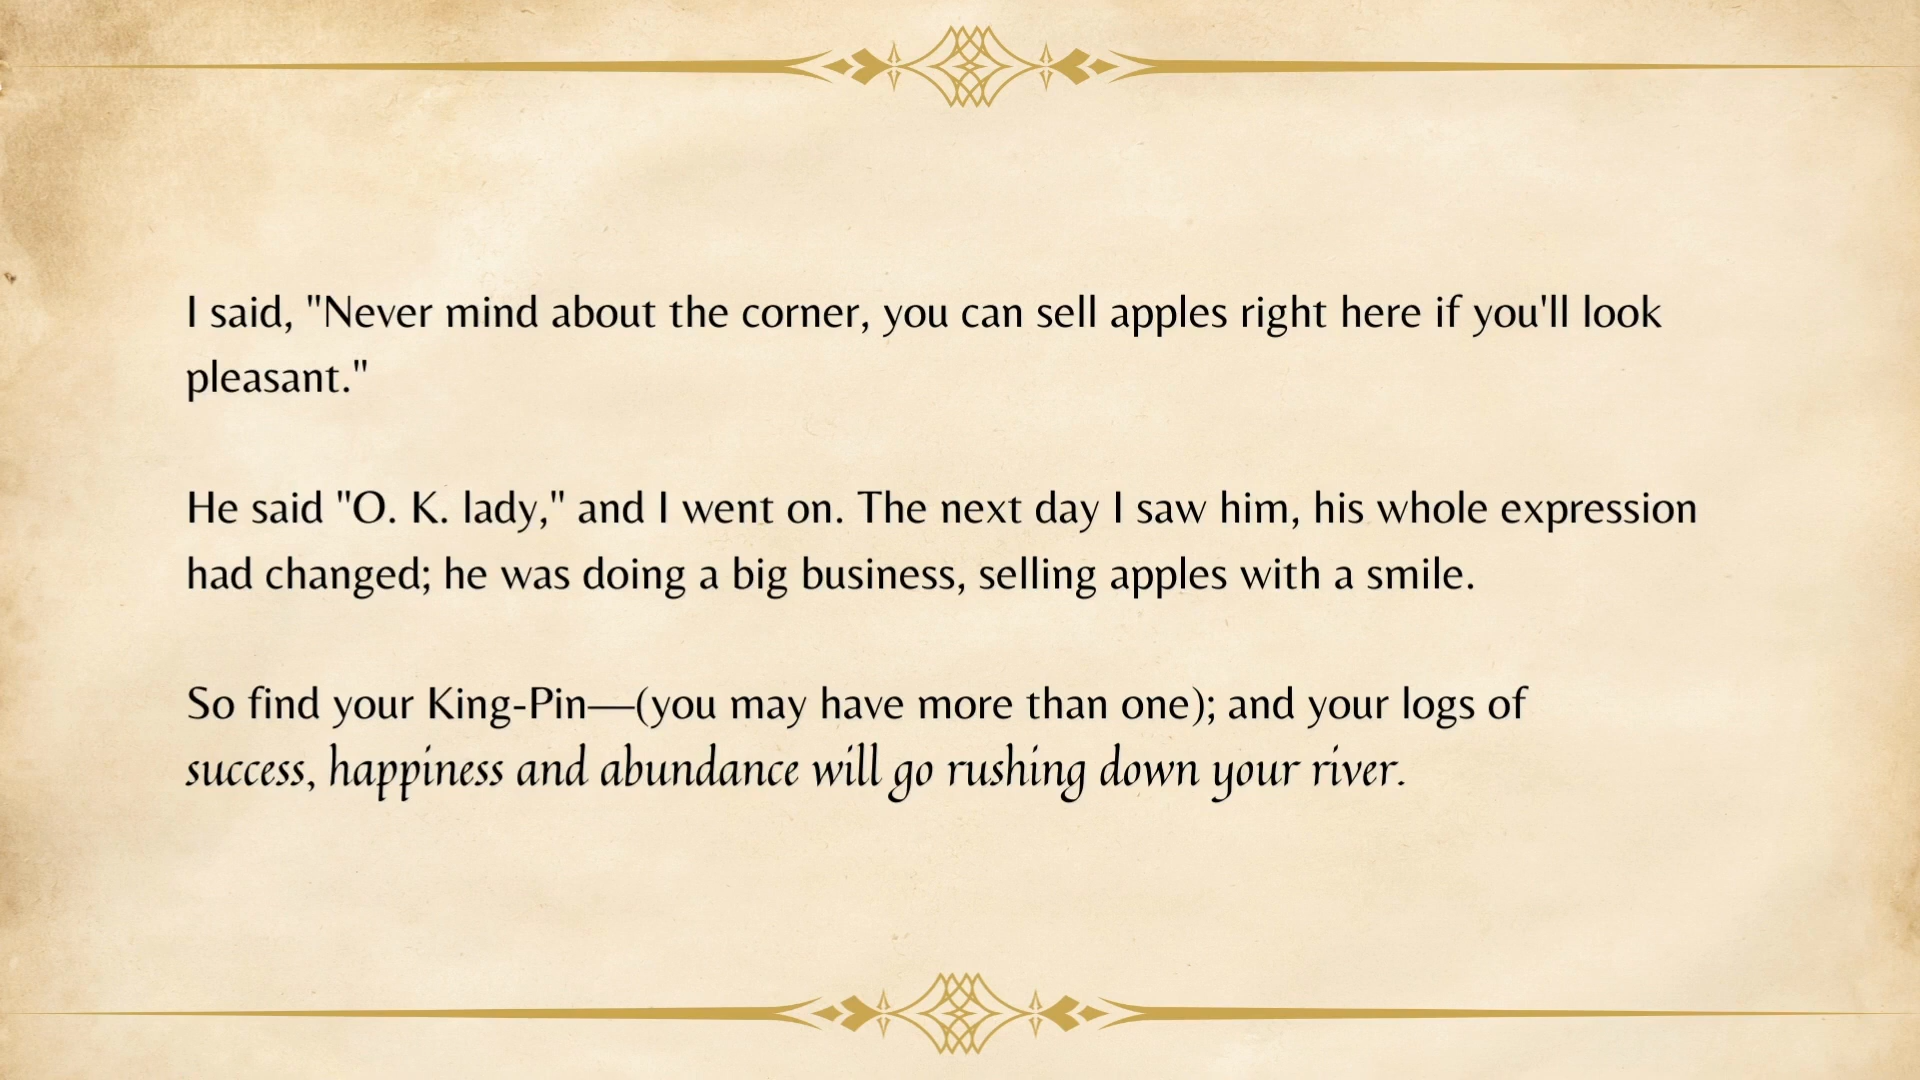 I said, "Never mind about the corner, you can sell apples right here if you'll look
pleasant."
He said "O. K. lady," and I went on. The next day I saw him, his whole expression
had changed; he was doing a big business, selling apples with a smile.
So find your King-Pin—(you may have more than one); and your logs of
success, happiness and abundance will go rushing down your river.